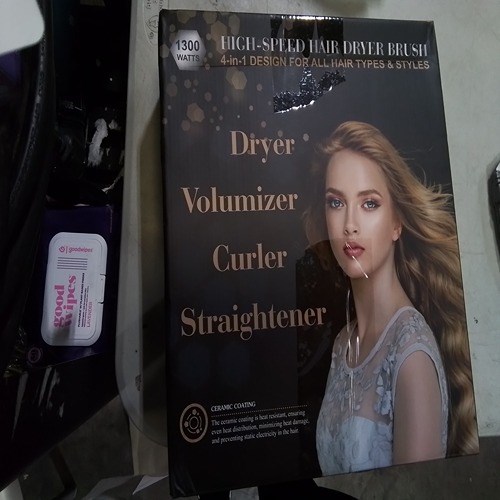 1300
WATTS
HIGH-SPEED HAIR DRYER BRUSH
4-in-1 DESIGN FOR ALL HAIR TYPES & STYLES
Dryer
Volumizer
Curler
Straightener
CERAMIC COATING
The ceramic coating is heat resistant, ensuring
even heat distribution, minimizing heat damage,
and preventing static electricity in the hair.
goodwipes
good
wipes